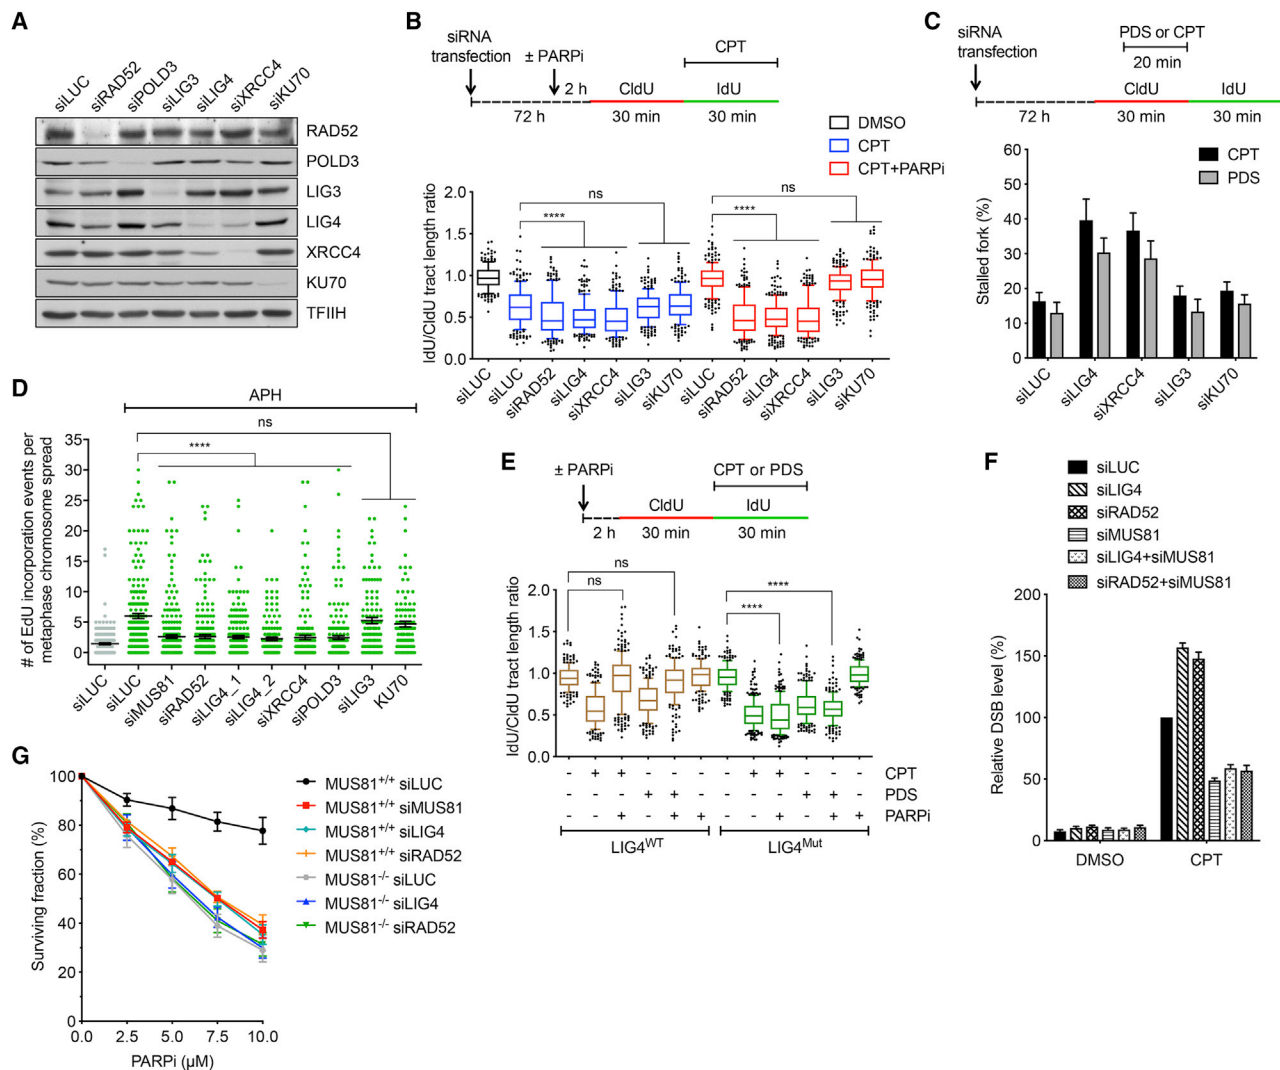 A
siLUC
siRAD52
siPOLD3
siLIG3
siLIG4
siXRCC4
siKU70
RAD52
POLD3
LIG3
LIG4
XRCC4
KU70
TFIIH
B
siRNA
transfection
± PARPi
CPT
2 h
CldU
IdU
72 h
30 min
30 min
DMSO
CPT
CPT+PARPi
ns
ns
****
****
IdU/CldU tract length ratio
2.0
1.5
1.0
0.5
0.0
siLUC
siLUC
siRAD52
siLIG4
siXRCC4
siLIG3
siKU70
siLUC
siRAD52
siLIG4
siXRCC4
siLIG3
siKU70
C
siRNA
transfection
PDS or CPT
20 min
CldU
IdU
72 h
30 min
30 min
CPT
PDS
Stalled fork (%)
60
50
40
30
20
10
0
siLUC
siLIG4
siXRCC4
siLIG3
siKU70
D
APH
ns
****
# of EdU incorporation events per
metaphase chromosome spread
35
30
25
20
15
10
5
0
siLUC
siLUC
siMUS81
siRAD52
siLIG4_1
siLIG4_2
siXRCC4
siPOLD3
siLIG3
KU70
E
± PARPi
CPT or PDS
CldU
IdU
2 h
30 min
30 min
ns
ns
****
****
IdU/CldU tract length ratio
2.0
1.5
1.0
0.5
0.0
- + + - - - - + + - - - CPT
- - - + + - - - - + + - PDS
- - + - + + - - + - + + PARPi
LIG4WT
LIG4Mut
F
siLUC
siLIG4
siRAD52
siMUS81
siLIG4+siMUS81
siRAD52+siMUS81
Relative DSB level (%)
200
150
100
50
0
DMSO
CPT
G
Surviving fraction (%)
100
80
60
40
20
0
0.0
2.5
5.0
7.5
10.0
PARPi (µM)
MUS81+/+ siLUC
MUS81+/+ siMUS81
MUS81+/+ siLIG4
MUS81+/+ siRAD52
MUS81-/- siLUC
MUS81-/- siLIG4
MUS81-/- siRAD52